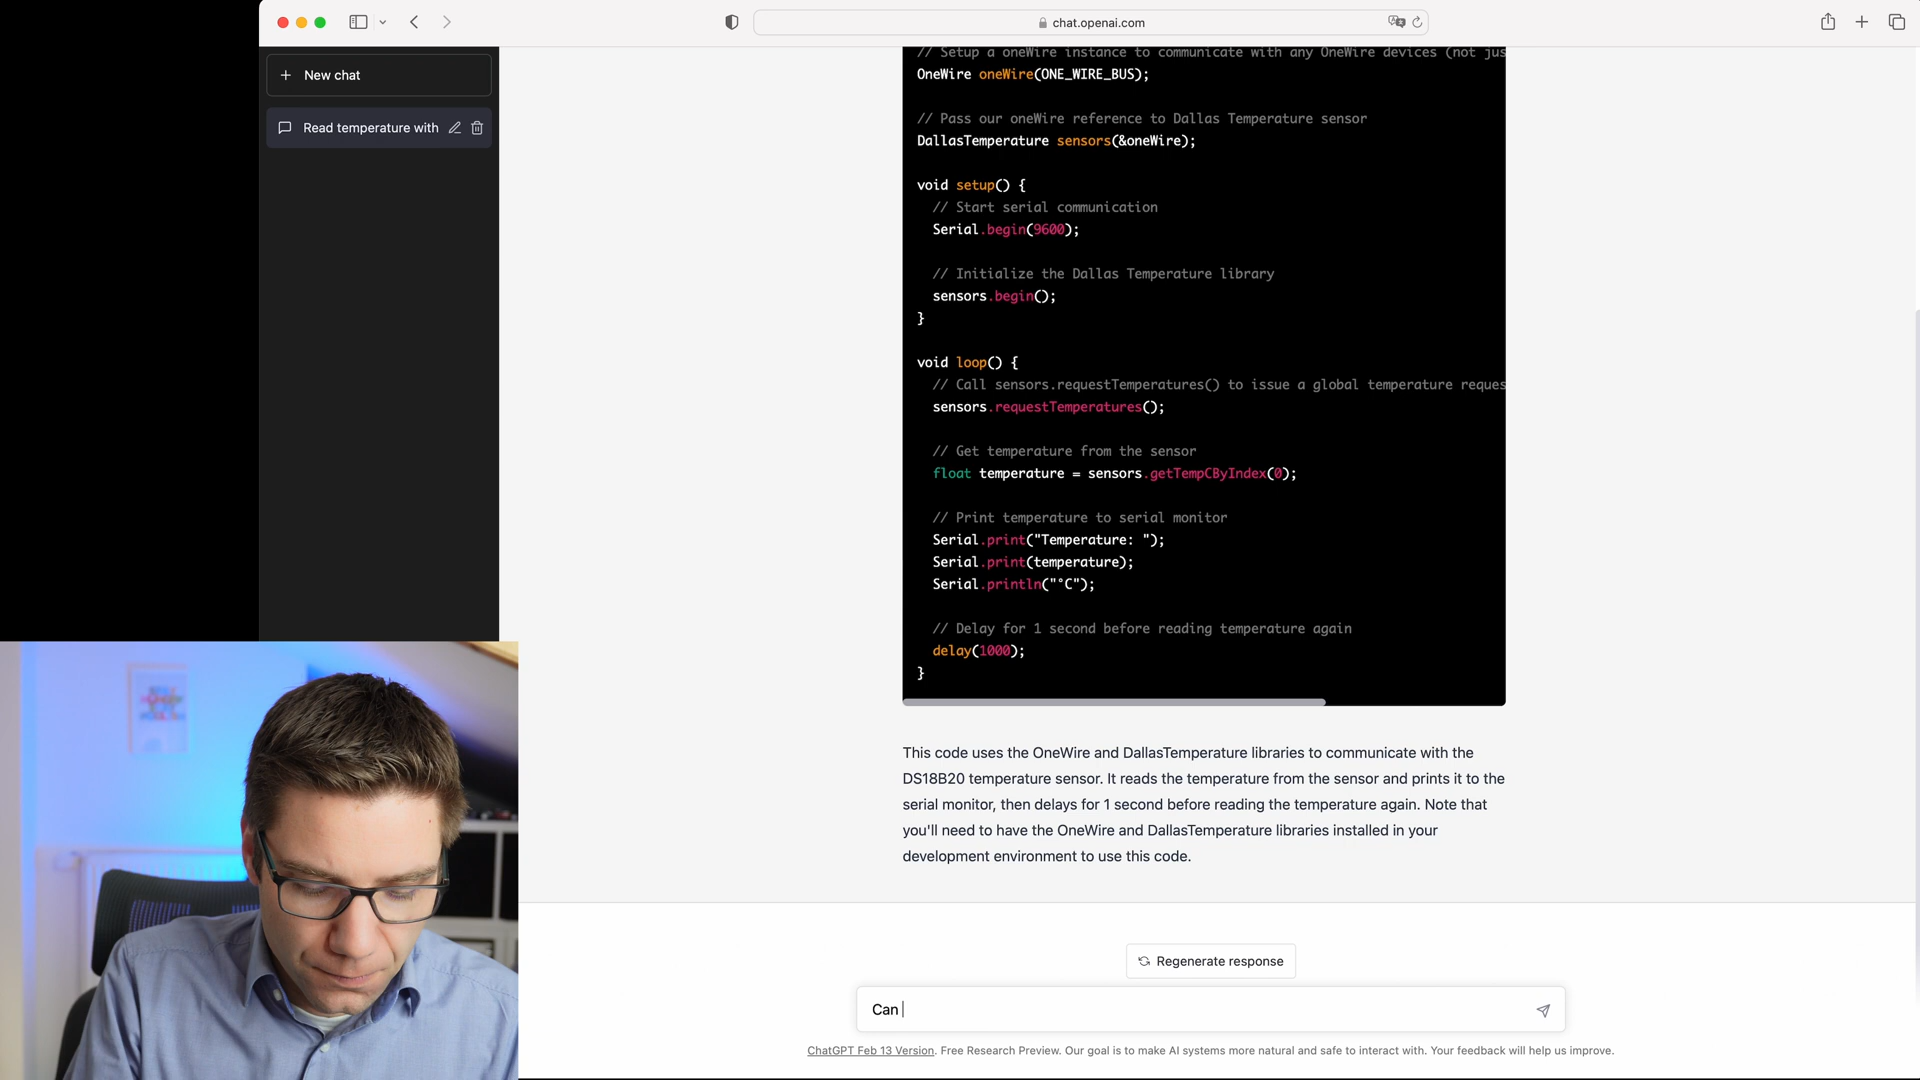 chat.openai.com
New chat
Read temperature with
// Setup a oneWire instance to communicate with any OneWire devices (not jus
OneWire oneWire(ONE_WIRE_BUS);
// Pass our oneWire reference to Dallas Temperature sensor
DallasTemperature sensors(&oneWire);
void setup() {
// Start serial communication
Serial.begin(9600);
// Initialize the Dallas Temperature library
sensors.begin();
}
void loop() {
// Call sensors.requestTemperatures() to issue a global temperature reques
sensors.requestTemperatures();
// Get temperature from the sensor
float temperature = sensors.getTempCByIndex(0);
// Print temperature to serial monitor
Serial.print("Temperature: ");
Serial.print(temperature);
Serial.println("°C");
// Delay for 1 second before reading temperature again
delay(1000);
}
This code uses the OneWire and DallasTemperature libraries to communicate with the
DS18B20 temperature sensor. It reads the temperature from the sensor and prints it to the
serial monitor, then delays for 1 second before reading the temperature again. Note that
you'll need to have the OneWire and DallasTemperature libraries installed in your
development environment to use this code.
Regenerate response
Can
ChatGPT Feb 13 Version. Free Research Preview. Our goal is to make AI systems more natural and safe to interact with. Your feedback will help us improve.